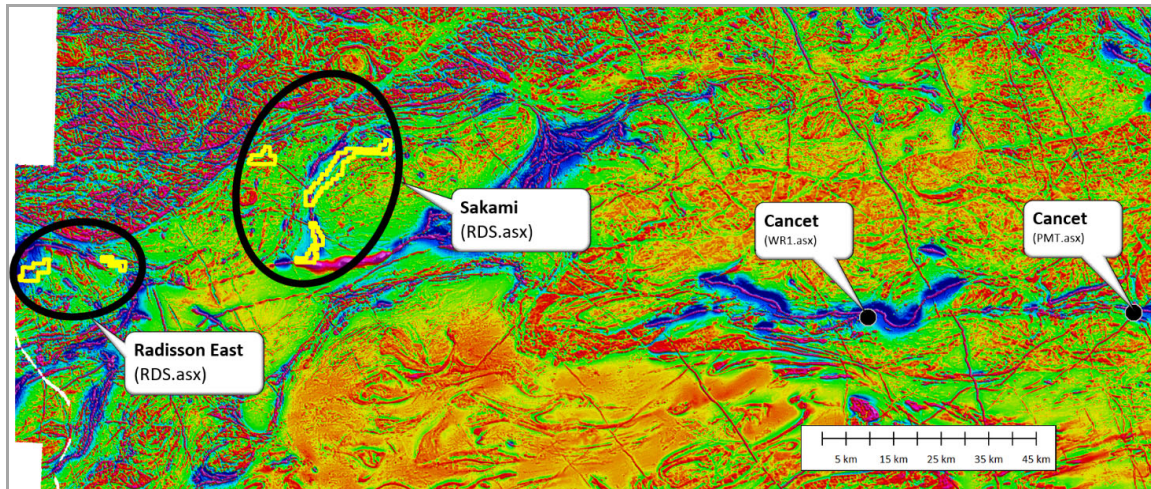 Sakami
(RDS.asx)
Cancet
(WR1.asx)
Cancet
(PMT.asx)
Radisson East
(RDS.asx)
5 km 15 km 25 km 35 km 45 km